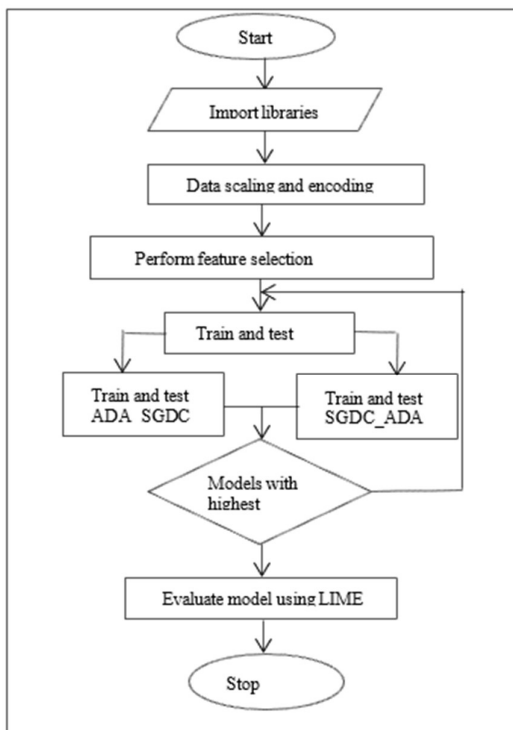 Start
Import libraries
Data scaling and encoding
Perform feature selection
Train and test
Train and test
ADA SGDC
Train and test
SGDC_ADA
Models with
highest
Evaluate model using LIME
Stop